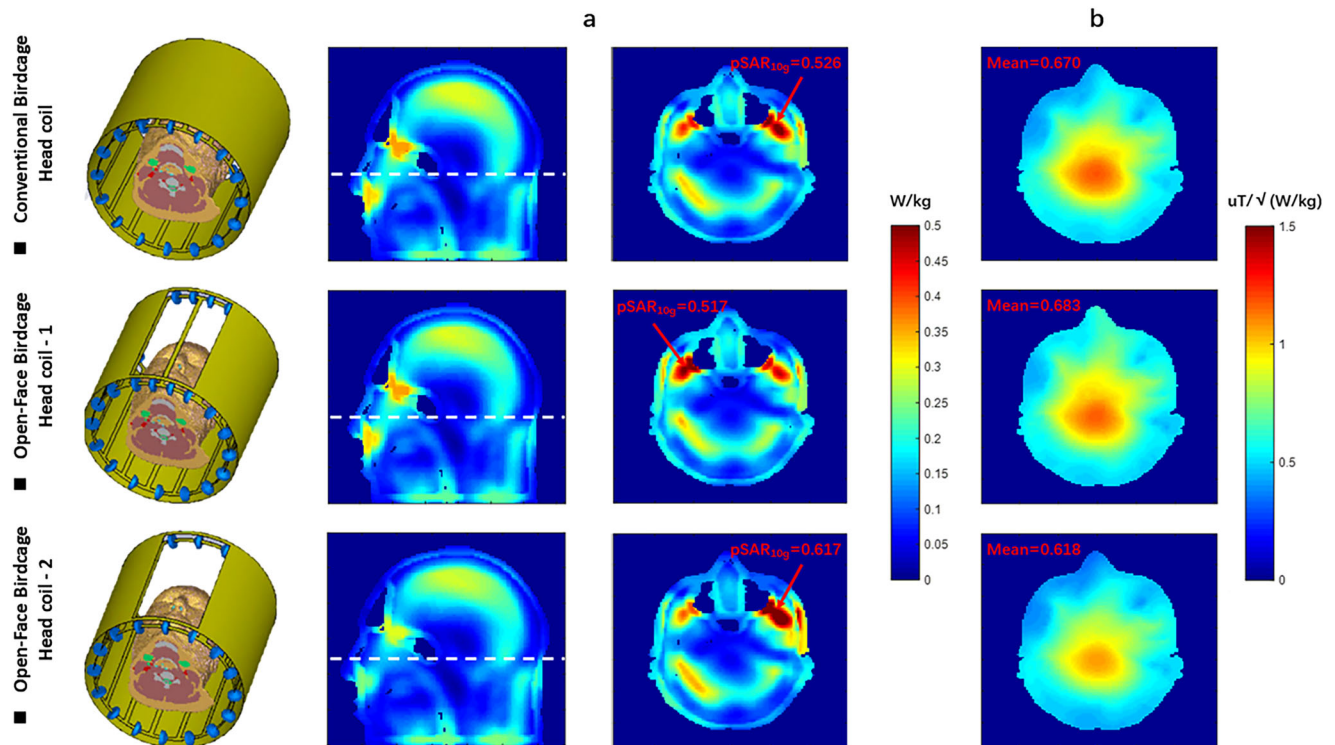 a
b
■ Conventional Birdcage
Head coil
pSAR10g=0.526
Mean=0.670
W/kg
0.5
0.45
0.4
0.35
0.3
0.25
0.2
0.15
0.1
0.05
0
uT/√(W/kg)
1.5
1
0.5
0
■ Open-Face Birdcage
Head coil - 1
pSAR10g=0.517
Mean=0.683
■ Open-Face Birdcage
Head coil - 2
pSAR10g=0.617
Mean=0.618